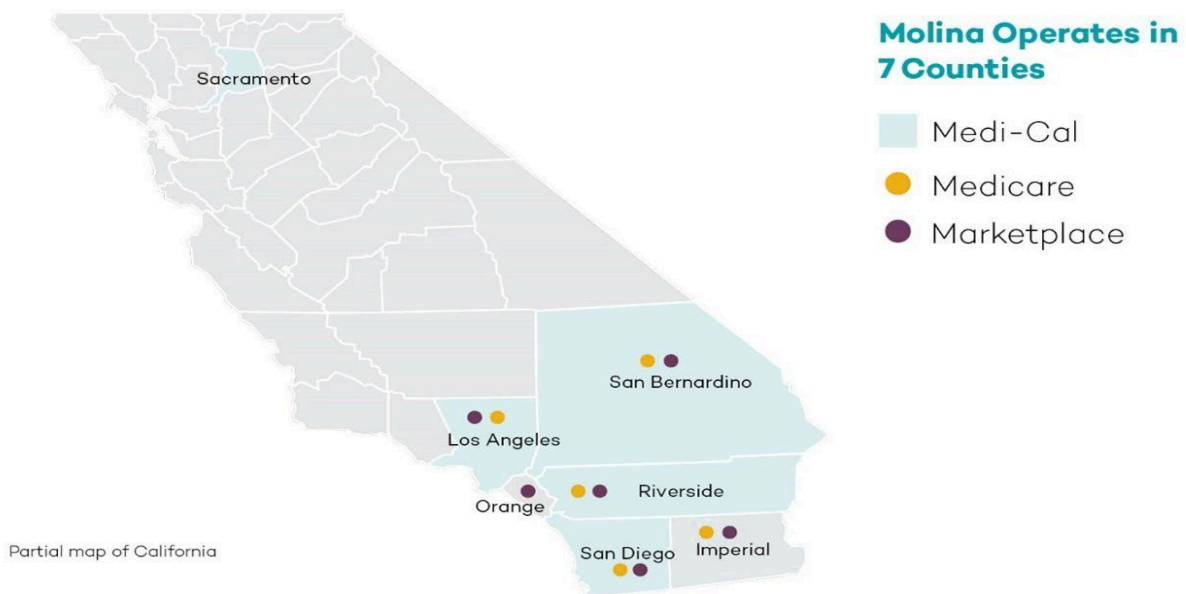 Molina Operates in
7 Counties
Medi-Cal
Medicare
Marketplace
Sacramento
San Bernardino
Los Angeles
Riverside
Orange
San Diego
Imperial
Partial map of California